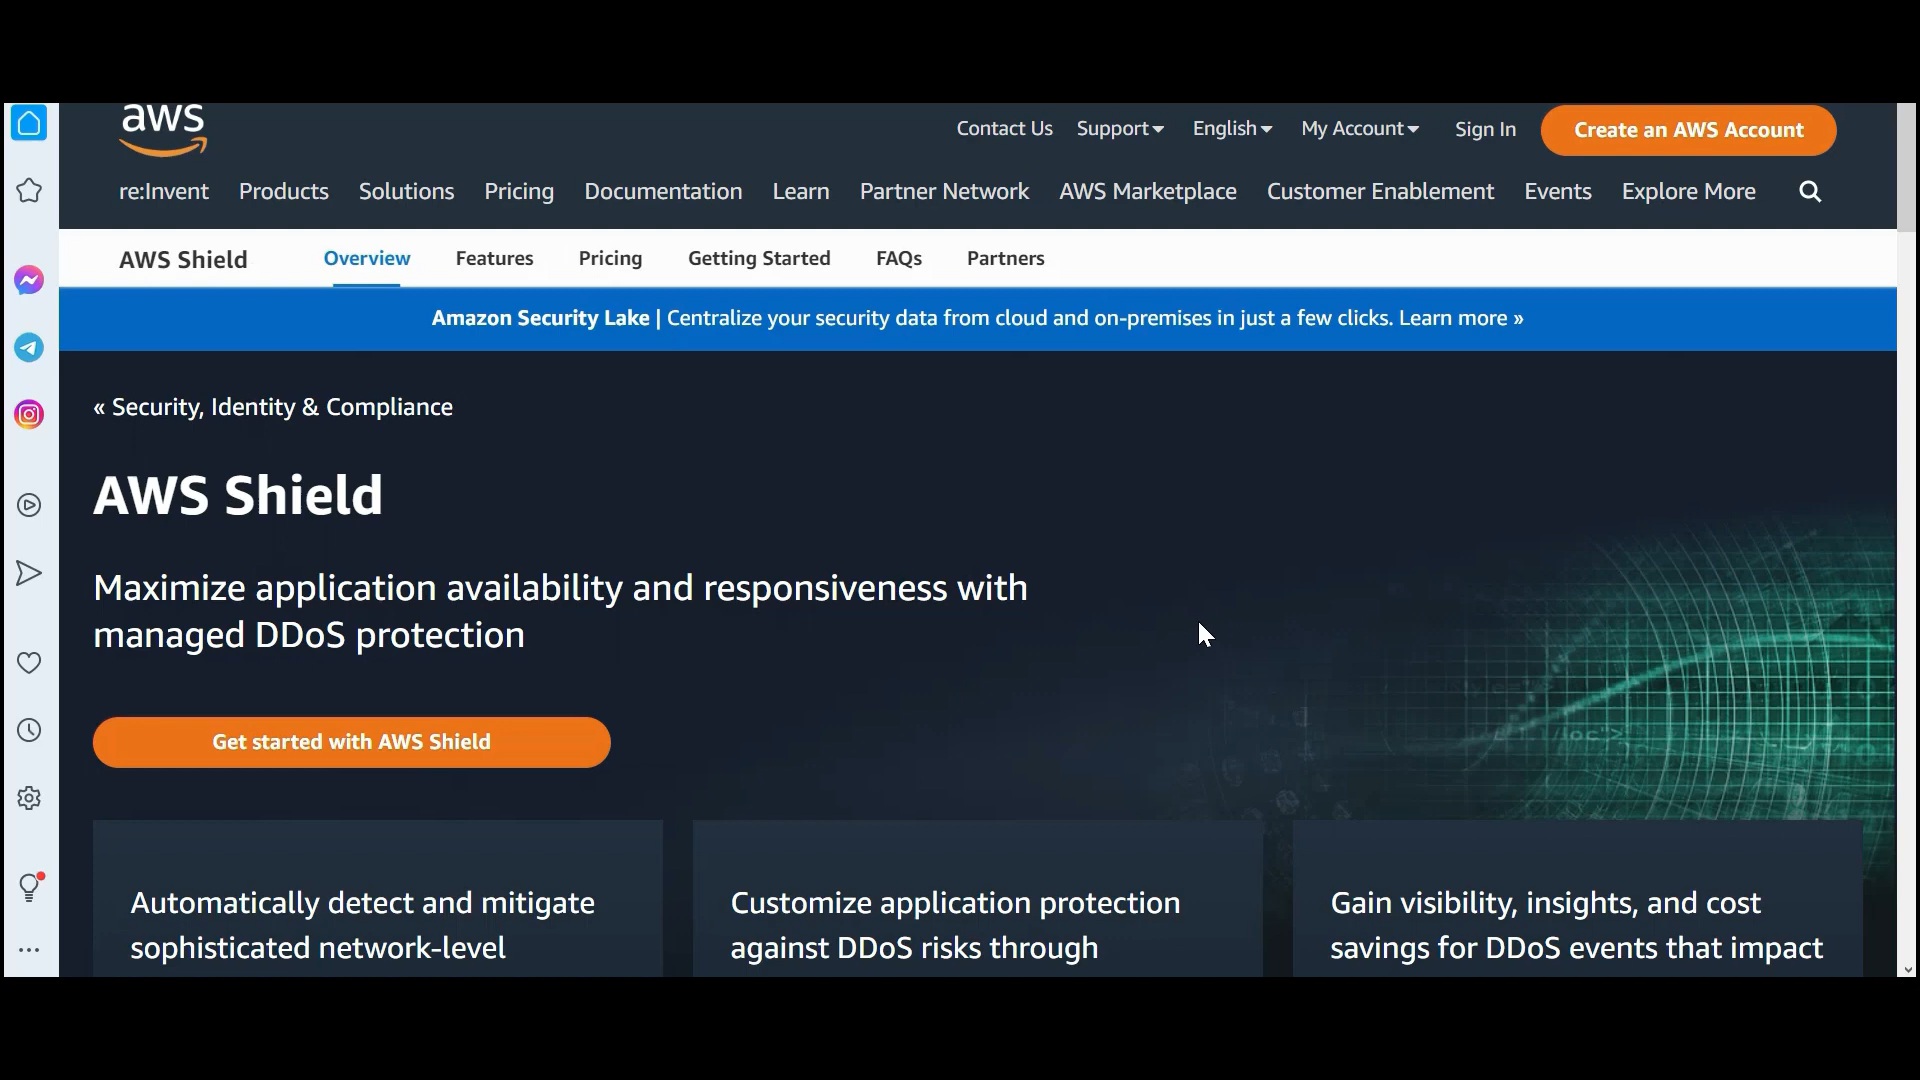 aws
Contact Us Support English My Account Sign In Create an AWS Account
re:Invent Products Solutions Pricing Documentation Learn Partner Network AWS Marketplace Customer Enablement Events Explore More
AWS Shield Overview Features Pricing Getting Started FAQs Partners
Amazon Security Lake | Centralize your security data from cloud and on-premises in just a few clicks. Learn more »
« Security, Identity & Compliance
AWS Shield
Maximize application availability and responsiveness with
managed DDoS protection
Get started with AWS Shield
Automatically detect and mitigate
sophisticated network-level
Customize application protection
against DDoS risks through
Gain visibility, insights, and cost
savings for DDoS events that impact